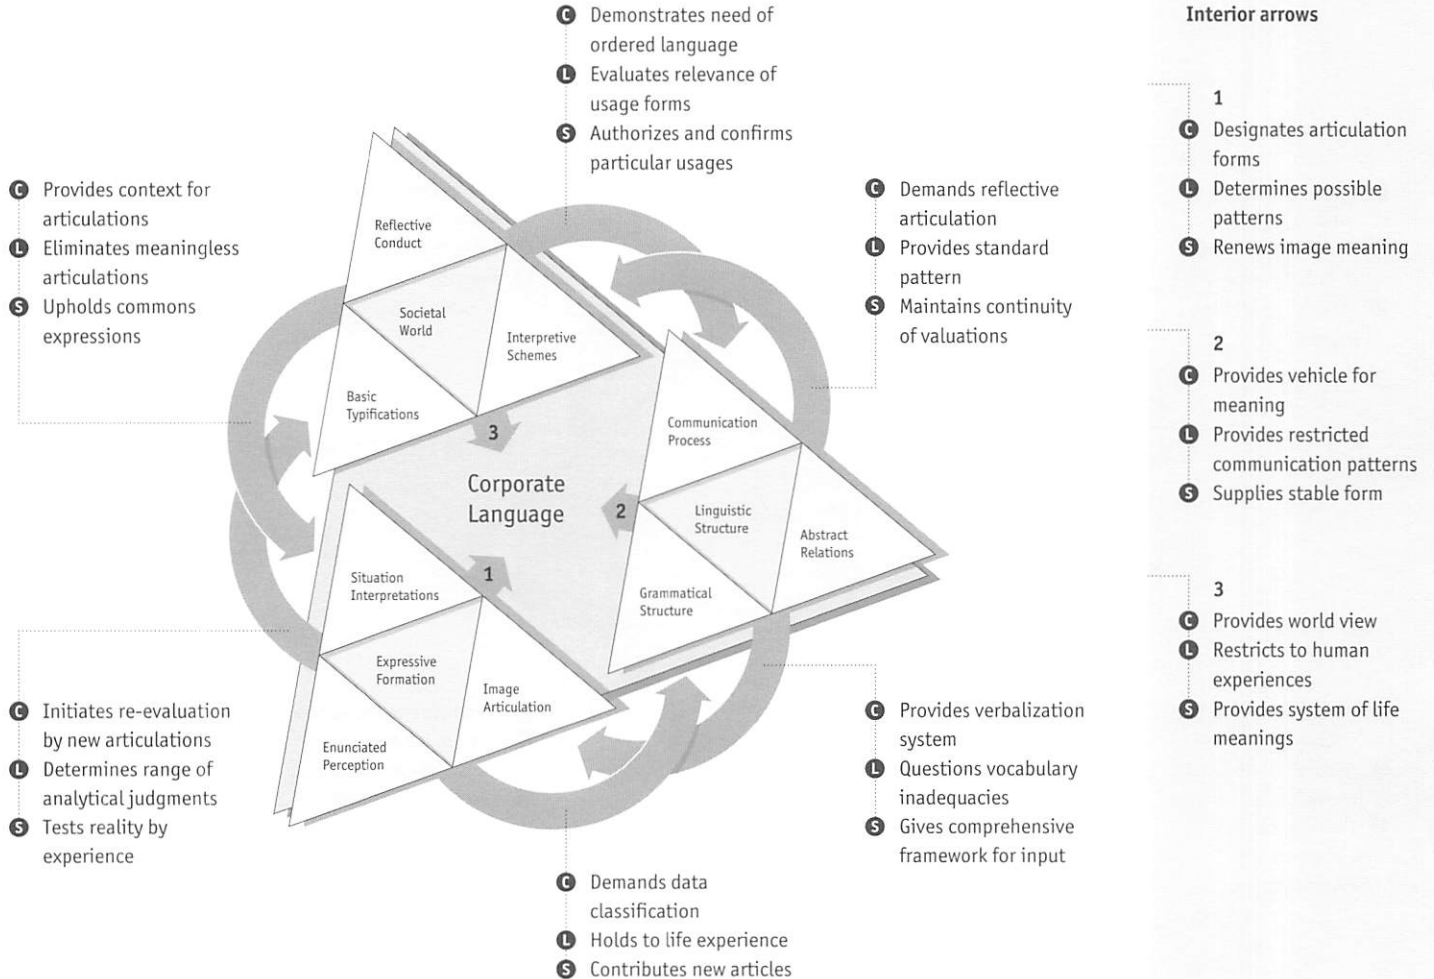 C Demonstrates need of
ordered language
L Evaluates relevance of
usage forms
S Authorizes and confirms
particular usages
C Provides context for
articulations
L Eliminates meaningless
articulations
S Upholds commons
expressions
C Demands reflective
articulation
L Provides standard
pattern
S Maintains continuity
of valuations
Reflective
Conduct
Societal
World
Interpretive
Schemes
Basic
Typifications
3
Communication
Process
Corporate
Language
2
Linguistic
Structure
Abstract
Relations
Grammatical
Structure
1
Situation
Interpretations
Expressive
Formation
Image
Articulation
Enunciated
Perception
C Initiates re-evaluation
by new articulations
L Determines range of
analytical judgments
S Tests reality by
experience
C Provides verbalization
system
L Questions vocabulary
inadequacies
S Gives comprehensive
framework for input
C Demands data
classification
L Holds to life experience
S Contributes new articles
Interior arrows
1
C Designates articulation
forms
L Determines possible
patterns
S Renews image meaning
2
C Provides vehicle for
meaning
L Provides restricted
communication patterns
S Supplies stable form
3
C Provides world view
L Restricts to human
experiences
S Provides system of life
meanings